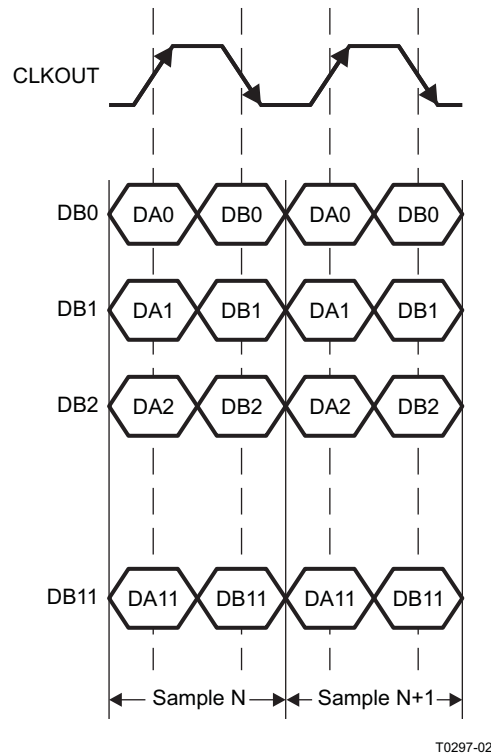 CLKOUT
DB0 DA0 DB0 DA0 DB0
DB1 DA1 DB1 DA1 DB1
DB2 DA2 DB2 DA2 DB2
DB11 DA11 DB11 DA11 DB11
Sample N Sample N+1
T0297-02